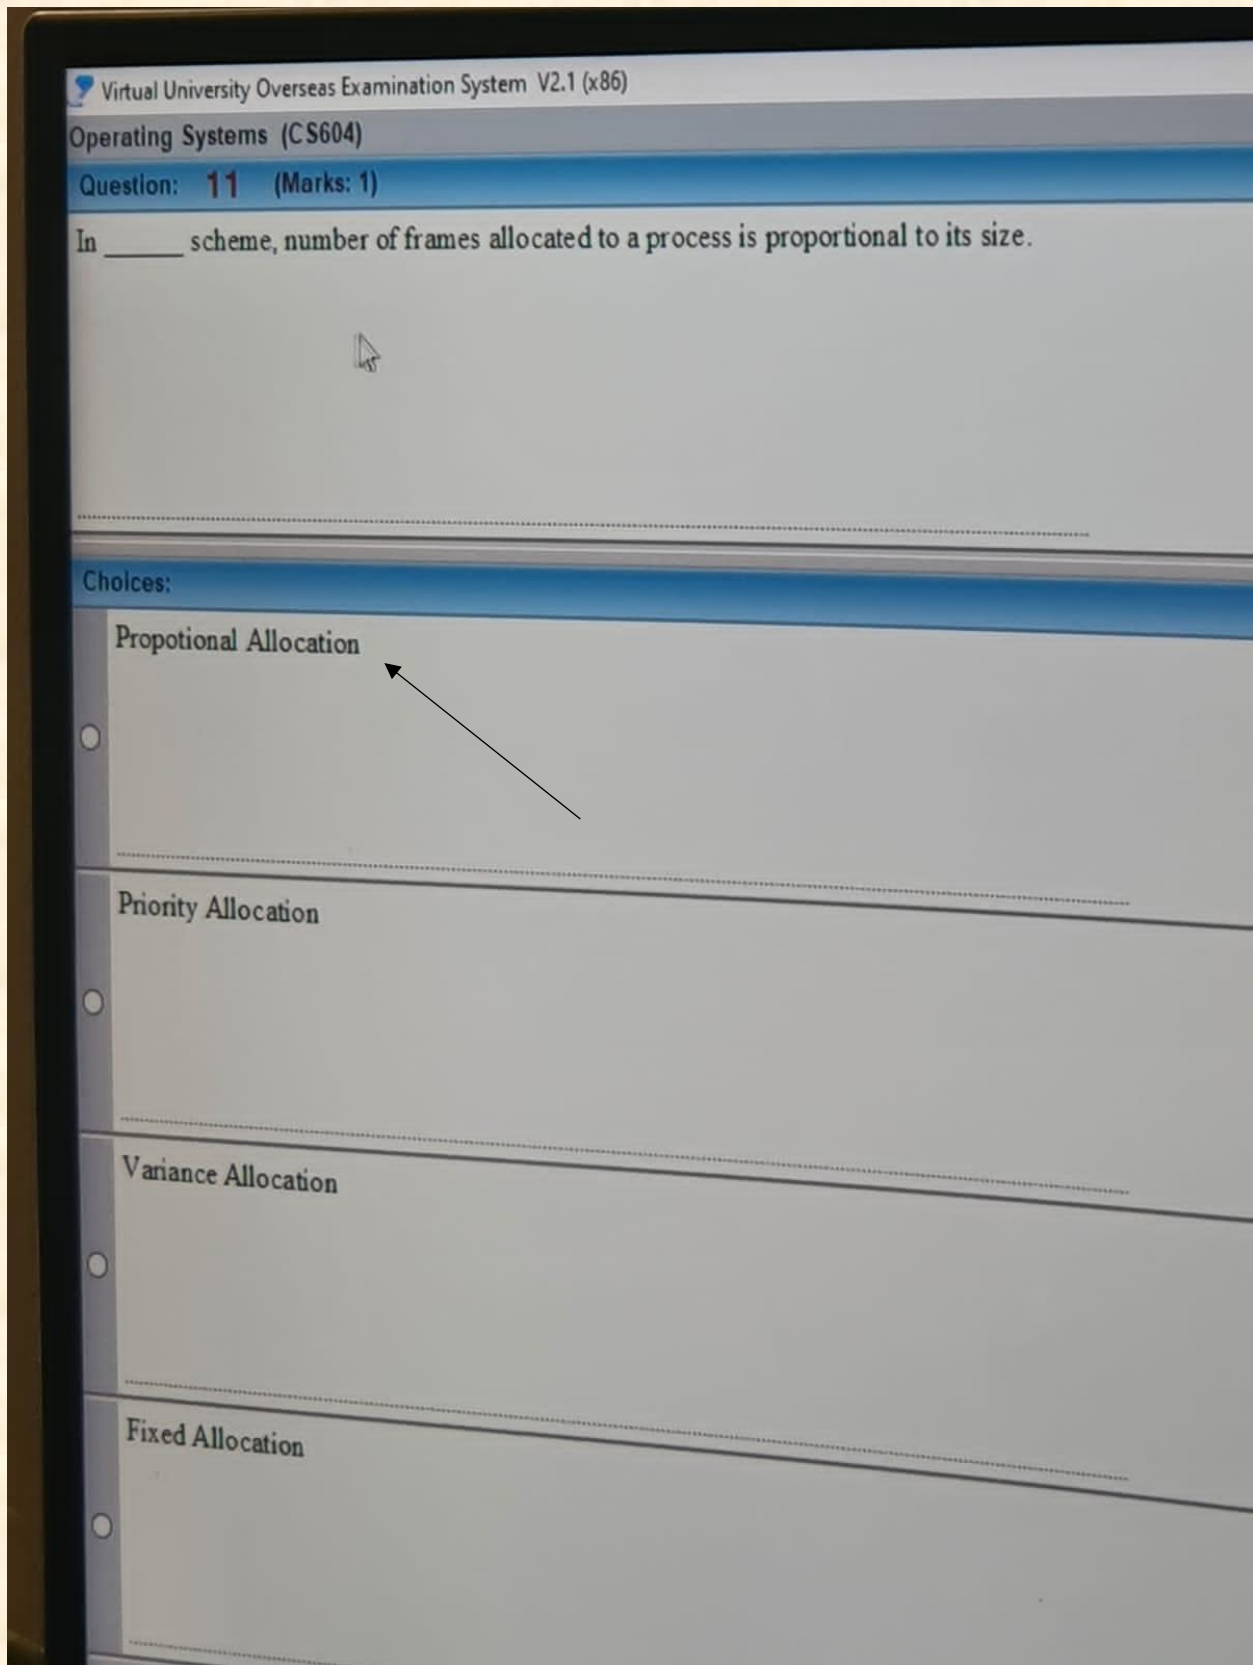 Virtual University Overseas Examination System V2.1 (x86)
Operating Systems (CS604)
Question: 11 (Marks: 1)
In ______ scheme, number of frames allocated to a process is proportional to its size.
Choices:
Propotional Allocation
Priority Allocation
Variance Allocation
Fixed Allocation